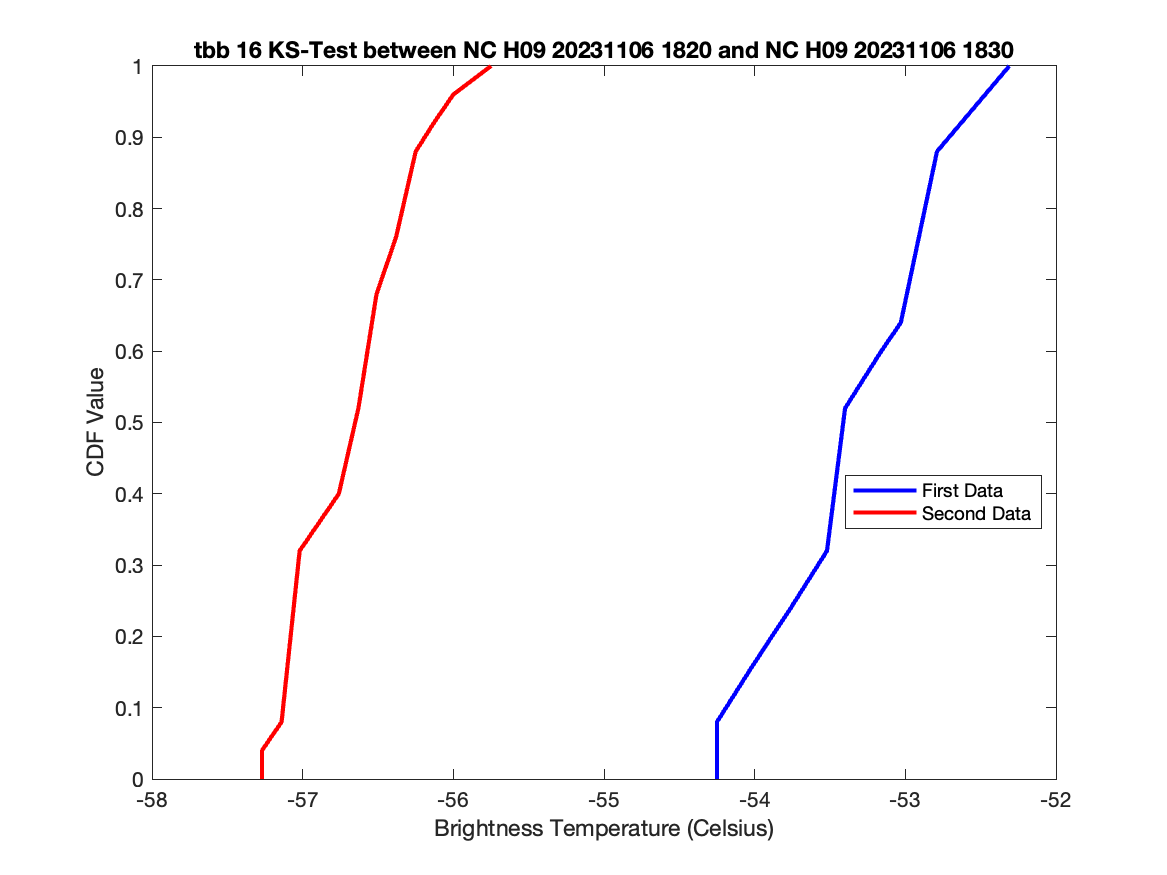 tbb 16 KS-Test between NC H09 20231106 1820 and NC H09 20231106 1830
1
0.9
0.8
0.7
0.6
0.5
0.4
0.3
0.2
0.1
0
CDF Value
First Data
Second Data
-58 -57 -56 -55 -54 -53 -52
Brightness Temperature (Celsius)